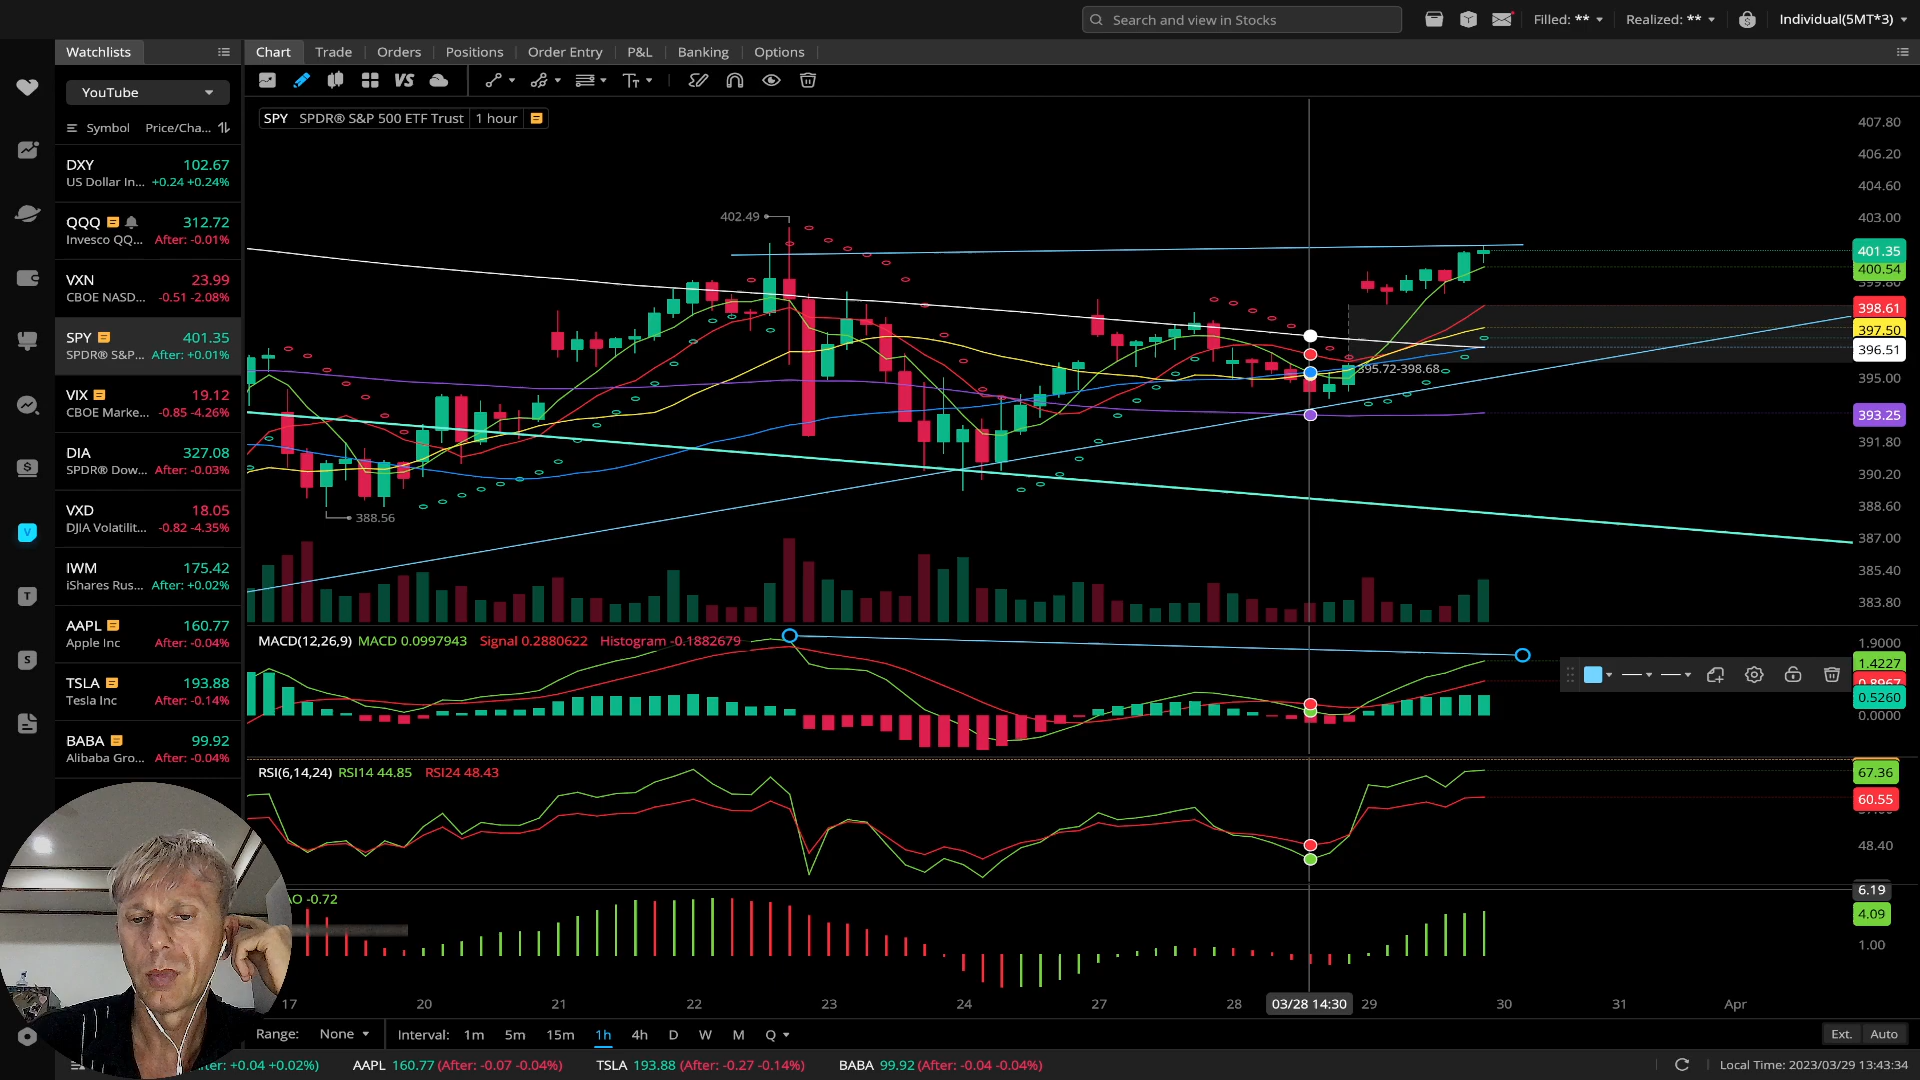 Search and view in Stocks
Filled: **
Realized: **
Individual(5MT*3)
Watchlists
Chart Trade Orders Positions Order Entry P&L Banking Options
YouTube
VS
Tт
Symbol Price/Cha...
SPY SPDR® S&P 500 ETF Trust 1 hour
DXY 102.67
US Dollar In... +0.24 +0.24%
QQQ 312.72
Invesco QQ... After: -0.01%
VXN 23.99
CBOE NASD... -0.51 -2.08%
SPY 401.35
SPDR® S&P... After: +0.01%
VIX 19.12
CBOE Marke... -0.85 -4.26%
DIA 327.08
SPDR® Dow... After: -0.03%
VXD 18.05
DJIA Volatilit... -0.82 -4.35%
IWM 175.42
iShares Rus... After: +0.02%
AAPL 160.77
Apple Inc After: -0.04%
TSLA 193.88
Tesla Inc After: -0.14%
BABA 99.92
Alibaba Gro... After: -0.04%
402.49
388.56
395.72-398.68
407.80
406.20
404.60
403.00
401.35
400.54
398.61
397.50
396.51
395.00
393.25
391.80
390.20
388.60
387.00
385.40
383.80
MACD(12,26,9) MACD 0.0997943 Signal 0.2880622 Histogram -0.1882679
1.9000
1.4227
0.5260
0.0000
RSI(6,14,24) RSI14 44.85 RSI24 48.43
67.36
60.55
48.40
AO -0.72
6.19
4.09
1.00
17 20 21 22 23 24 27 28 03/28 14:30 29 30 31 Apr
Range: None Interval: 1m 5m 15m 1h 4h D W M Q
Ext. Auto
+0.04 +0.02%) AAPL 160.77 (After: -0.07 -0.04%) TSLA 193.88 (After: -0.27 -0.14%) BABA 99.92 (After: -0.04 -0.04%)
Local Time: 2023/03/29 13:43:34